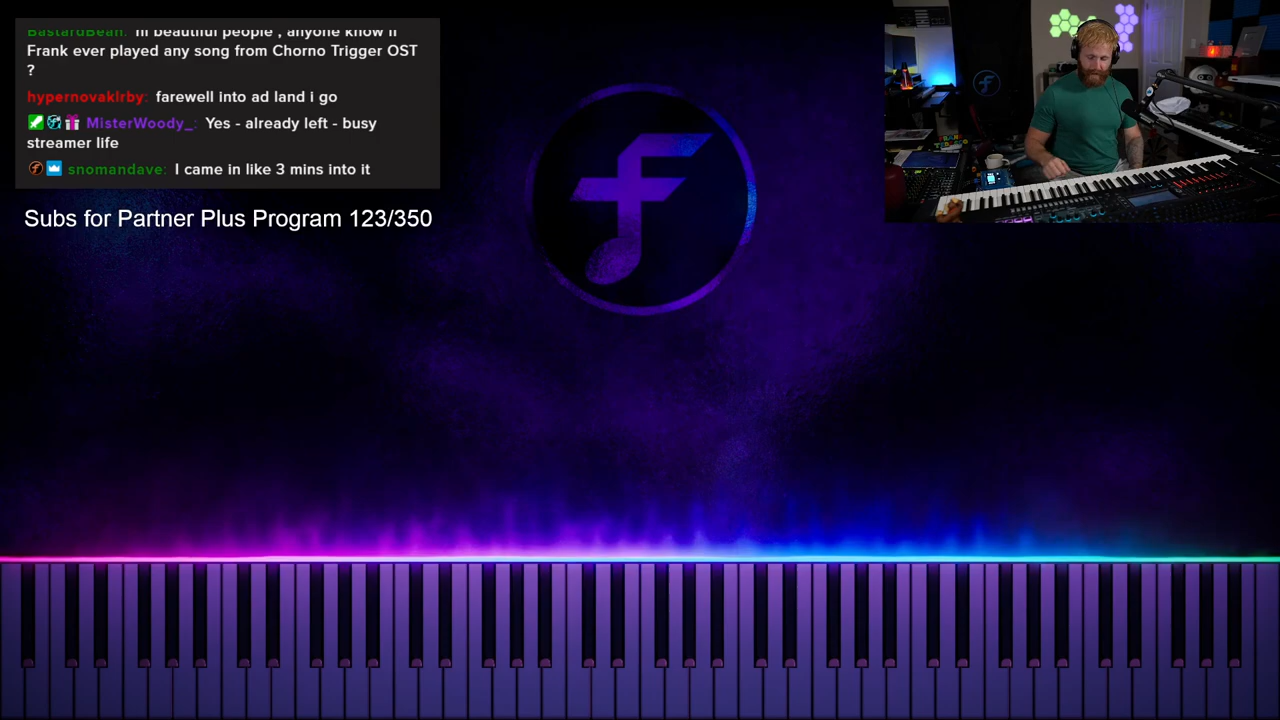 BastardBean: hi beautiful people , anyone know if
Frank ever played any song from Chorno Trigger OST
?
hypernovaklrby: farewell into ad land i go
MisterWoody_: Yes - already left - busy
streamer life
snomandave: I came in like 3 mins into it
Subs for Partner Plus Program 123/350